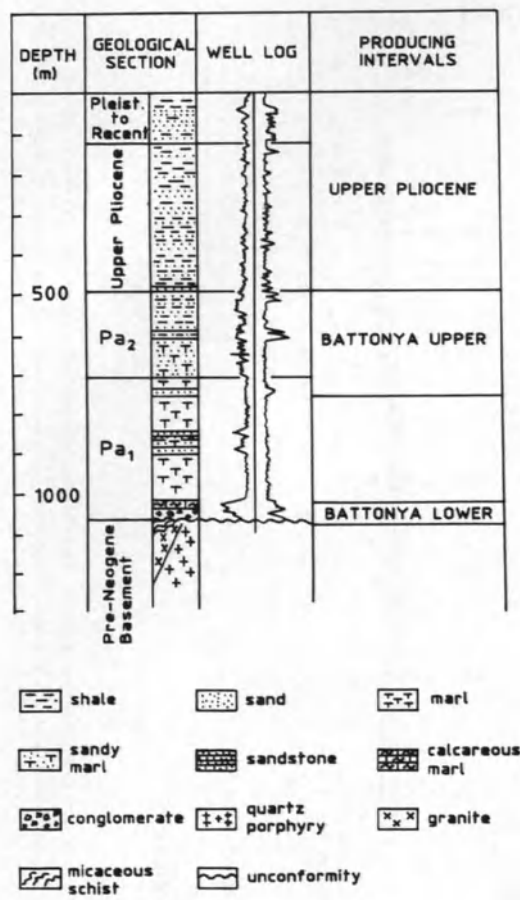 DEPTH
(m)
GEOLOGICAL
SECTION
WELL LOG
PRODUCING
INTERVALS
Pleist.
to
Recent
Upper Pliocene
UPPER PLIOCENE
500
Pa2
BATTONYA UPPER
Pa1
1000
BATTONYA LOWER
Pre-Neogene
Basement
shale
sand
marl
sandy
marl
sandstone
calcareous
marl
conglomerate
quartz
porphyry
granite
micaceous
schist
unconformity